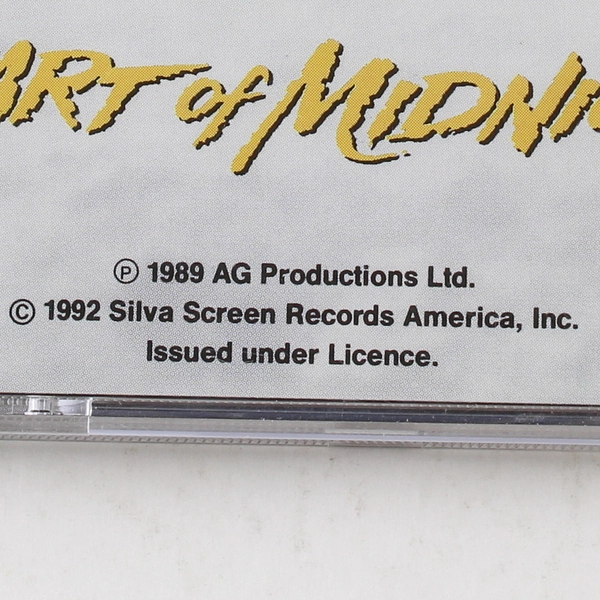 ART of MIDNI
Ⓟ 1989 AG Productions Ltd.
© 1992 Silva Screen Records America, Inc.
Issued under Licence.